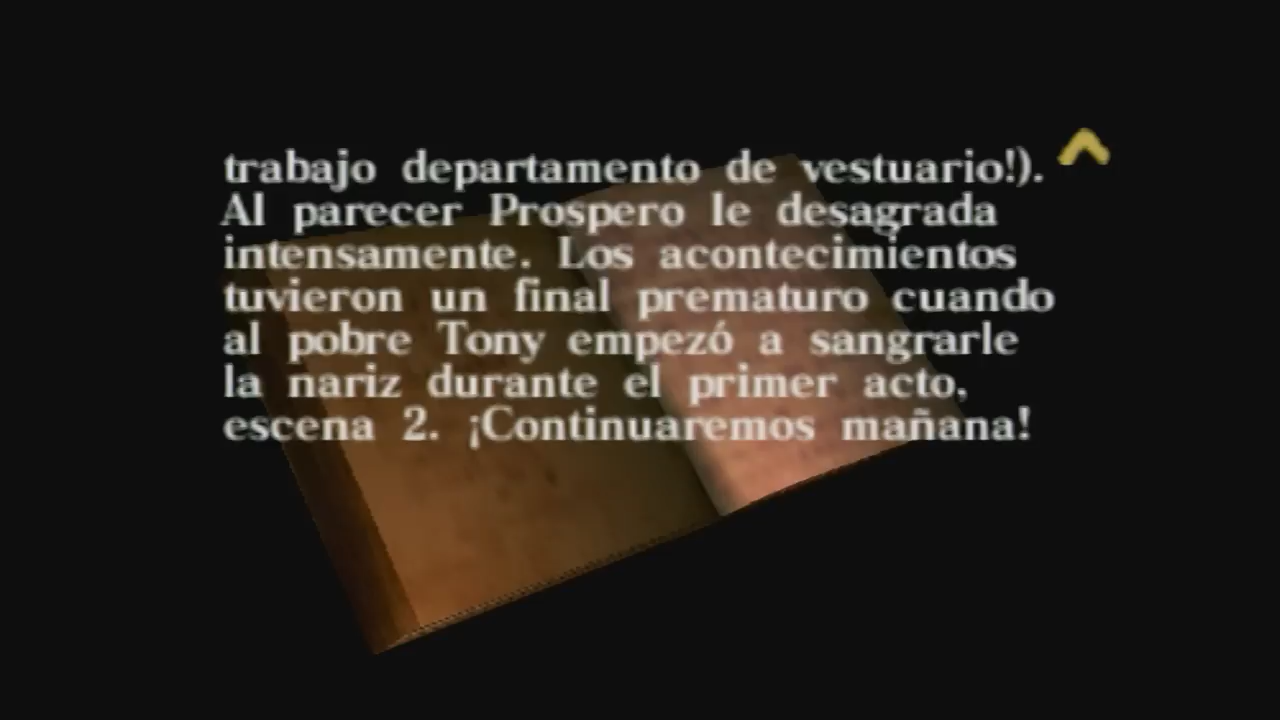 trabajo departamento de vestuario!).
Al parecer Prospero le desagrada
intensamente. Los acontecimientos
tuvieron un final prematuro cuando
al pobre Tony empezó a sangrarle
la nariz durante el primer acto,
escena 2. ¡Continuaremos mañana!